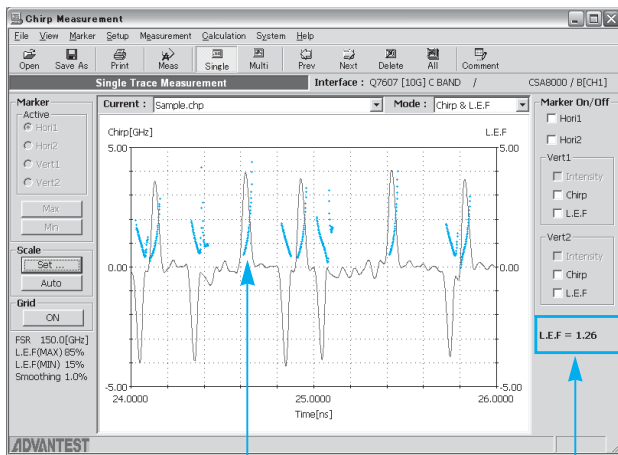 Chirp Measurement
File View Marker Setup Measurement Calculation System Help
Open Save As Print Meas Single Multi Prev Next Delete All Comment
Single Trace Measurement Interface : Q7607 [10G] C BAND / CSA8000 / B[CH1]
Marker
Active
Hori1
Hori2
Vert1
Vert2
Max
Min
Scale
Set ...
Auto
Grid
ON
FSR 150.0[GHz]
L.E.F(MAX) 85%
L.E.F(MIN) 15%
Smoothing 1.0%
Current : Sample.chp Mode : Chirp & L.E.F
Chirp[GHz] L.E.F
5.00 5.00
0.00 0.00
-5.00 -5.00
24.0000 25.0000 26.0000
Time[ns]
Marker On/Off
Hori1
Hori2
Vert1
Intensity
Chirp
L.E.F
Vert2
Intensity
Chirp
L.E.F
L.E.F = 1.26
ADVANTEST